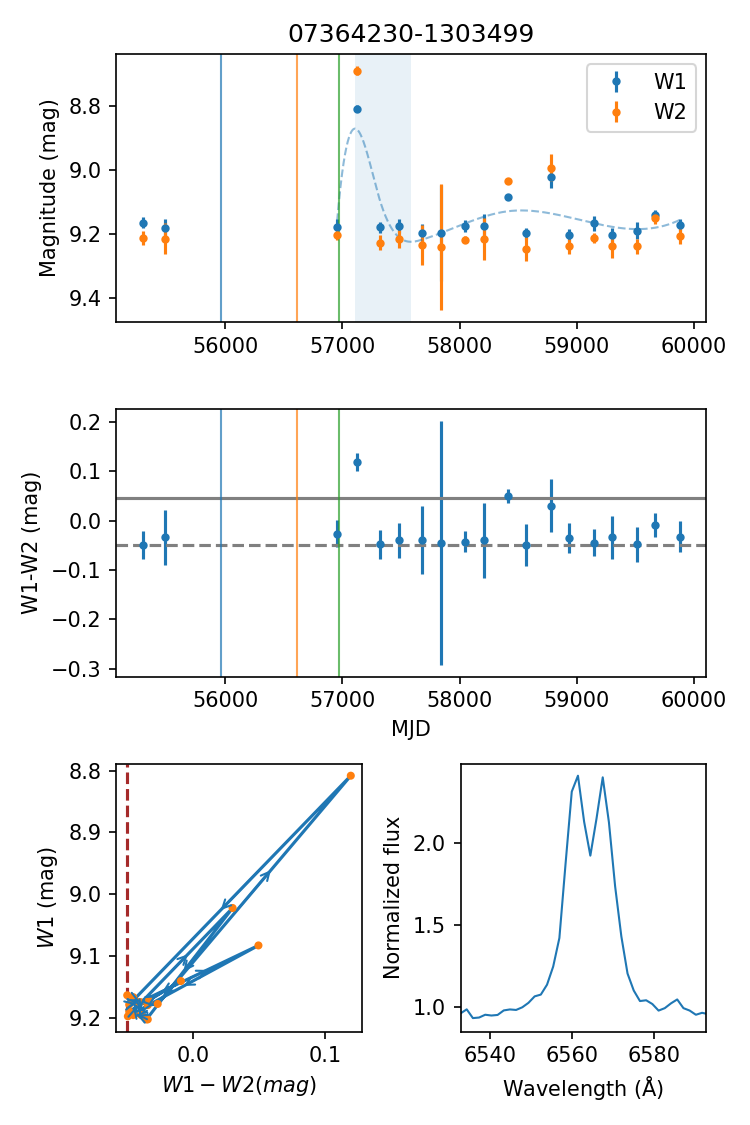 07364230-1303499
Magnitude (mag)
8.8
9.0
9.2
9.4
W1
W2
56000 57000 58000 59000 60000
W1-W2 (mag)
0.2
0.1
0.0
−0.1
−0.2
−0.3
56000 57000 58000 59000 60000
MJD
W1 (mag)
8.8
8.9
9.0
9.1
9.2
0.0 0.1
W1 − W2(mag)
Normalized flux
2.0
1.5
1.0
6540 6560 6580
Wavelength (Å)